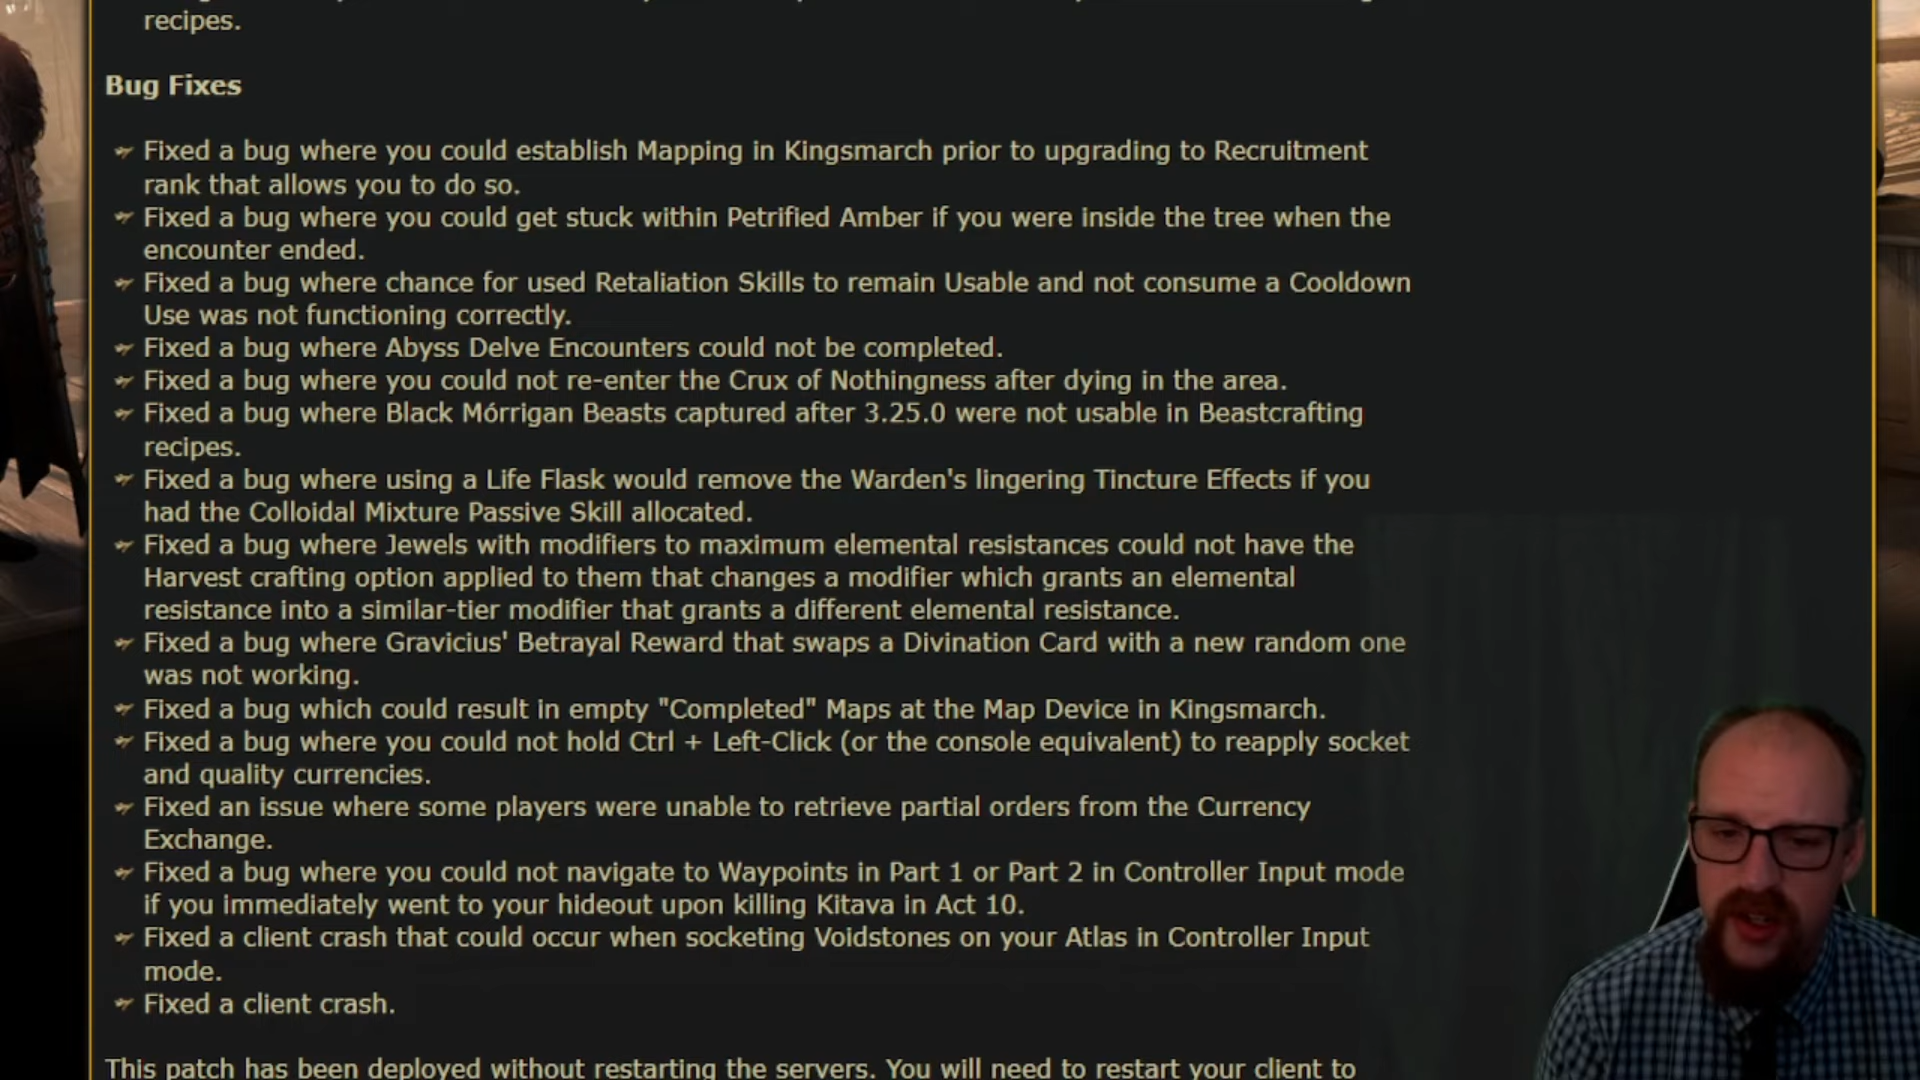 recipes.
Bug Fixes
Fixed a bug where you could establish Mapping in Kingsmarch prior to upgrading to Recruitment
rank that allows you to do so.
Fixed a bug where you could get stuck within Petrified Amber if you were inside the tree when the
encounter ended.
Fixed a bug where chance for used Retaliation Skills to remain Usable and not consume a Cooldown
Use was not functioning correctly.
Fixed a bug where Abyss Delve Encounters could not be completed.
Fixed a bug where you could not re-enter the Crux of Nothingness after dying in the area.
Fixed a bug where Black Mórrigan Beasts captured after 3.25.0 were not usable in Beastcrafting
recipes.
Fixed a bug where using a Life Flask would remove the Warden's lingering Tincture Effects if you
had the Colloidal Mixture Passive Skill allocated.
Fixed a bug where Jewels with modifiers to maximum elemental resistances could not have the
Harvest crafting option applied to them that changes a modifier which grants an elemental
resistance into a similar-tier modifier that grants a different elemental resistance.
Fixed a bug where Gravicius' Betrayal Reward that swaps a Divination Card with a new random one
was not working.
Fixed a bug which could result in empty "Completed" Maps at the Map Device in Kingsmarch.
Fixed a bug where you could not hold Ctrl + Left-Click (or the console equivalent) to reapply socket
and quality currencies.
Fixed an issue where some players were unable to retrieve partial orders from the Currency
Exchange.
Fixed a bug where you could not navigate to Waypoints in Part 1 or Part 2 in Controller Input mode
if you immediately went to your hideout upon killing Kitava in Act 10.
Fixed a client crash that could occur when socketing Voidstones on your Atlas in Controller Input
mode.
Fixed a client crash.
This patch has been deployed without restarting the servers. You will need to restart your client to